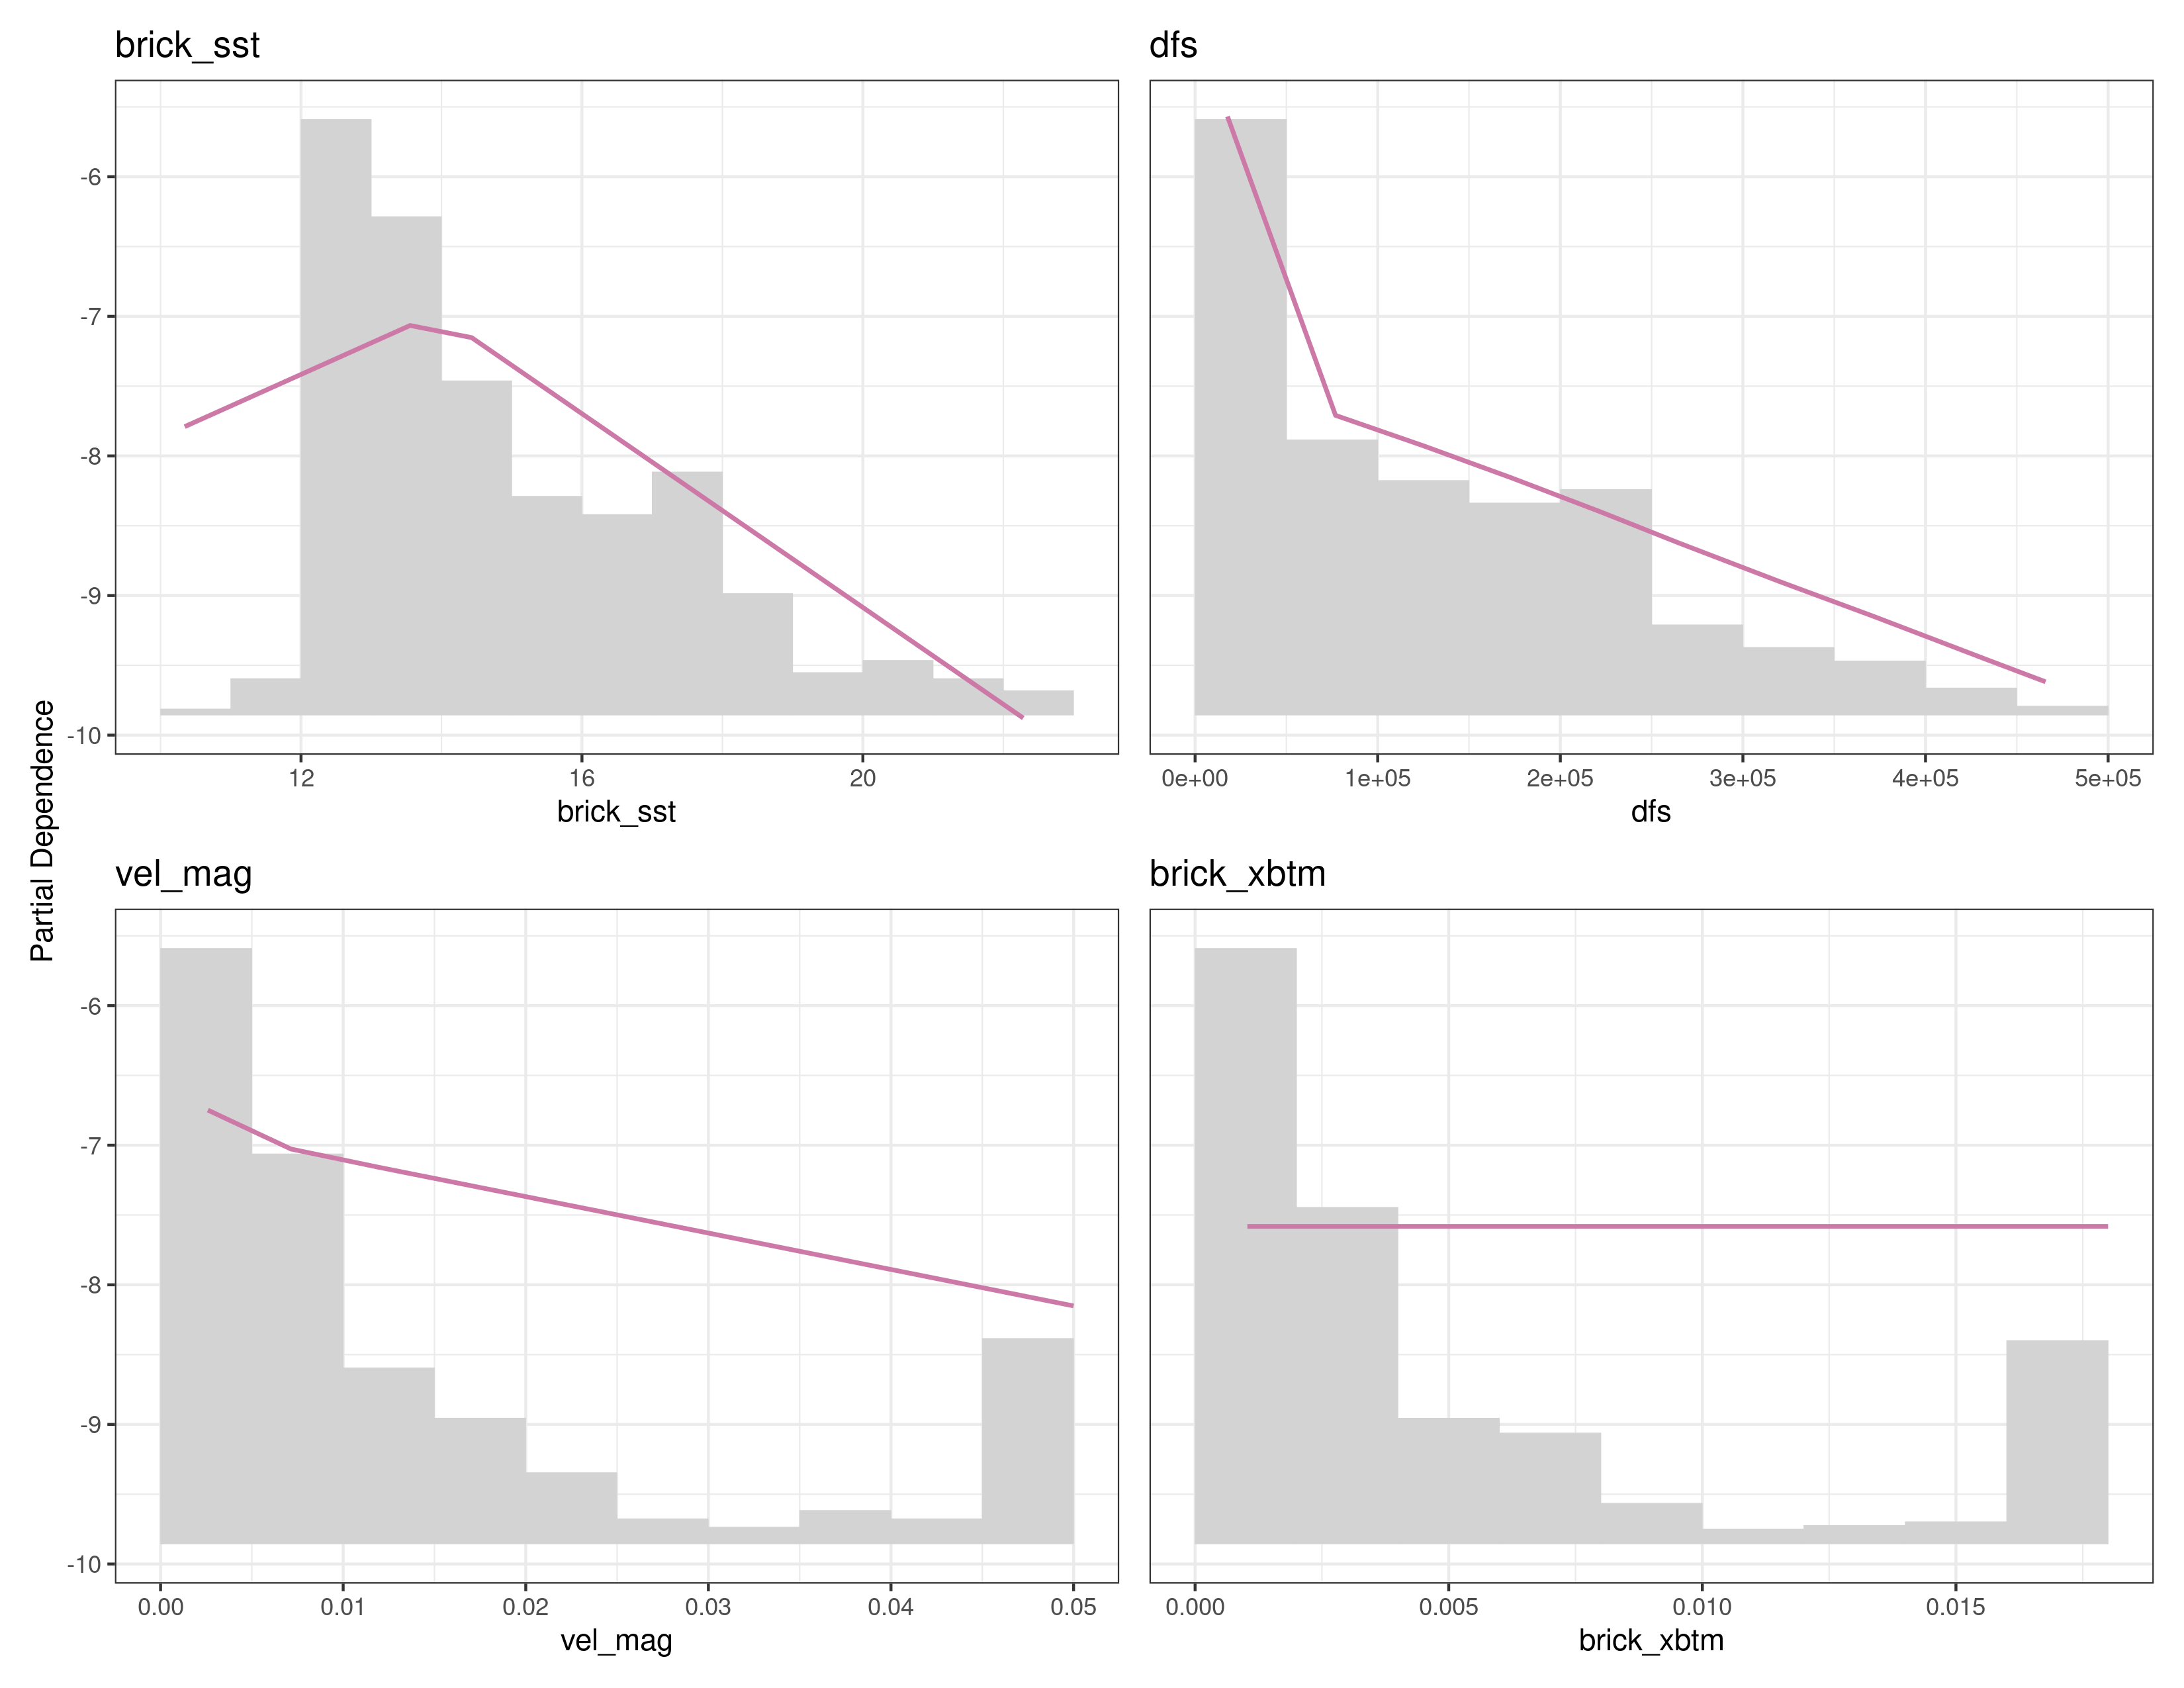 brick_sst
dfs
-6
-7
-8
-9
-10
12 16 20
0e+00 1e+05 2e+05 3e+05 4e+05 5e+05
brick_sst
dfs
Partial Dependence
vel_mag
brick_xbtm
-6
-7
-8
-9
-10
0.00 0.01 0.02 0.03 0.04 0.05
0.000 0.005 0.010 0.015
vel_mag
brick_xbtm